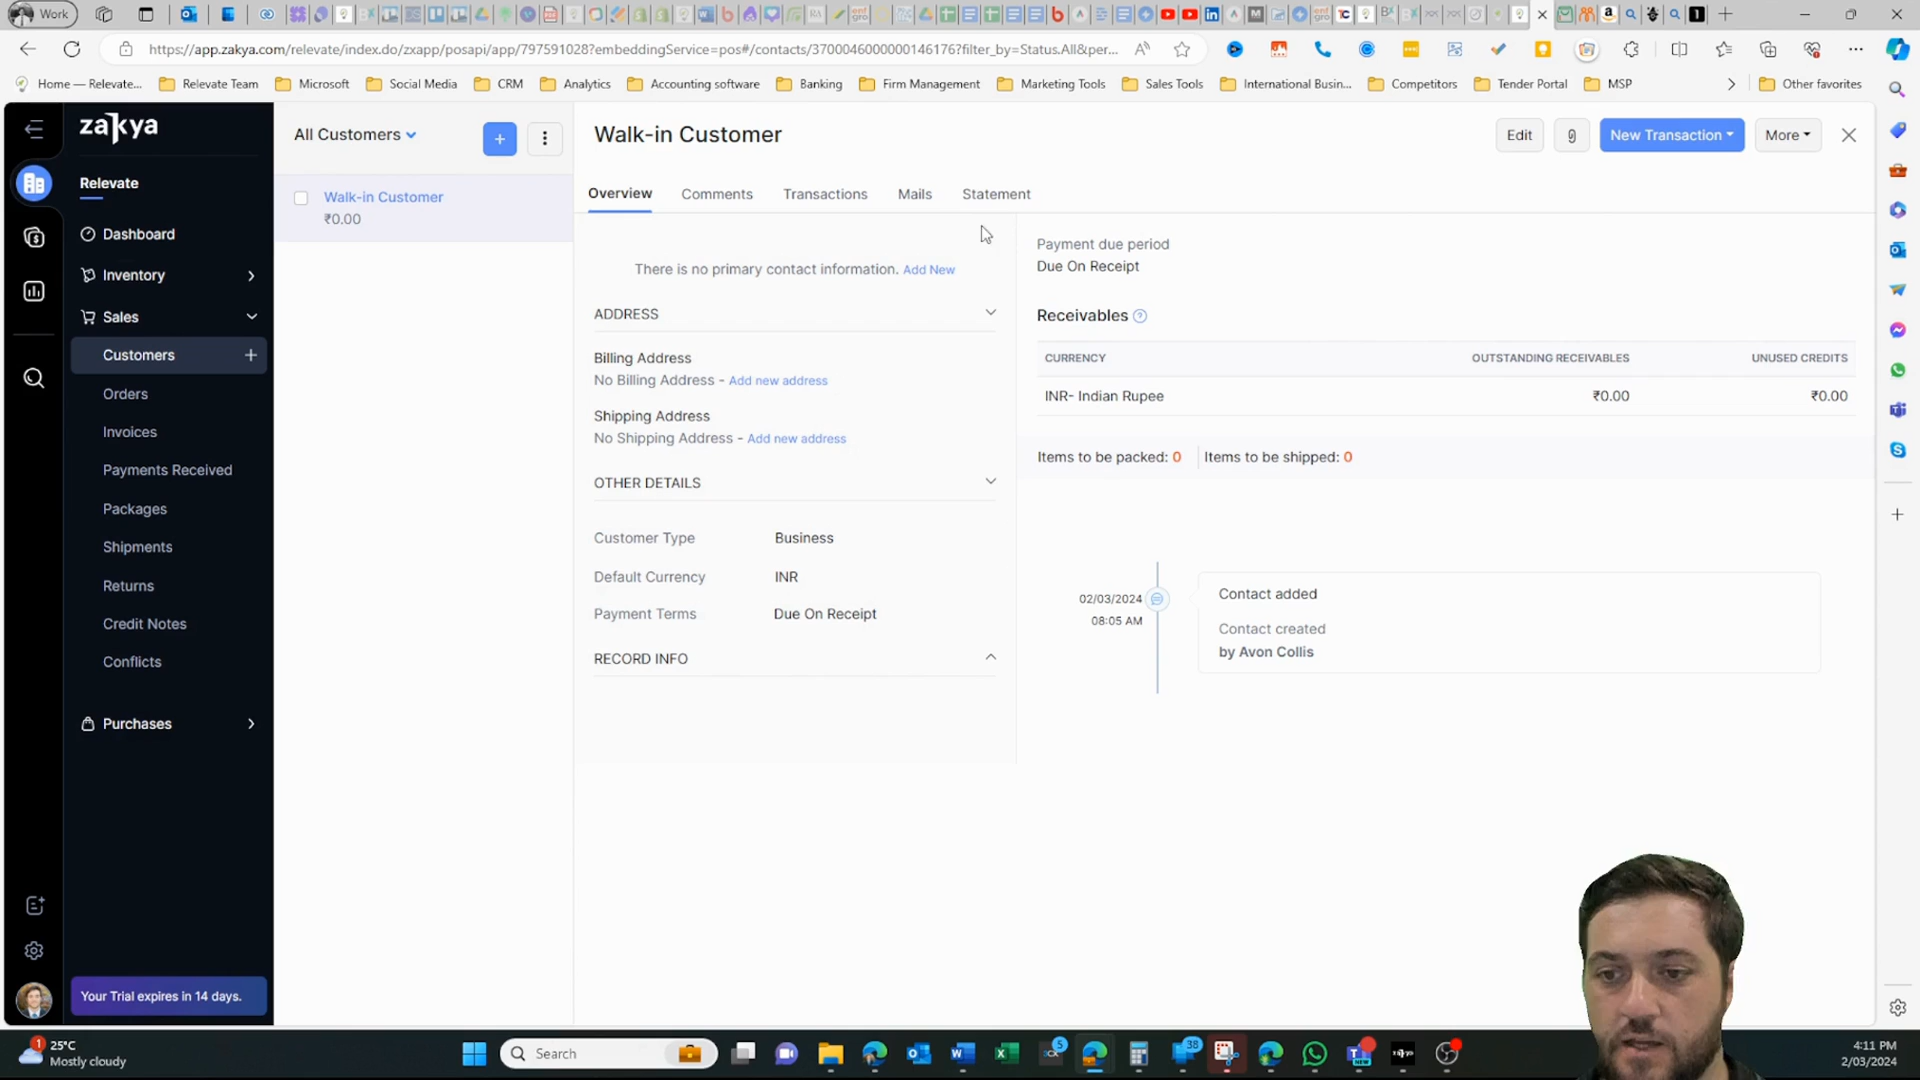 Work
https://app.zakya.com/relevate/index.do/zxapp/posapi/app/797591028?embeddingService=pos#/contacts/3700046000000146176?filter_by=Status.All&per...
Home — Relevate...
Relevate Team
Microsoft
Social Media
CRM
Analytics
Accounting software
Banking
Firm Management
Marketing Tools
Sales Tools
International Busin...
Competitors
Tender Portal
MSP
Other favorites
zakya
Relevate
Dashboard
Inventory
Sales
Customers
Orders
Invoices
Payments Received
Packages
Shipments
Returns
Credit Notes
Conflicts
Purchases
Your Trial expires in 14 days.
All Customers
Walk-in Customer
₹0.00
Walk-in Customer
Edit
New Transaction
More
Overview
Comments
Transactions
Mails
Statement
There is no primary contact information. Add New
ADDRESS
Billing Address
No Billing Address - Add new address
Shipping Address
No Shipping Address - Add new address
OTHER DETAILS
Customer Type Business
Default Currency INR
Payment Terms Due On Receipt
RECORD INFO
Payment due period
Due On Receipt
Receivables
CURRENCY OUTSTANDING RECEIVABLES UNUSED CREDITS
INR- Indian Rupee ₹0.00 ₹0.00
Items to be packed: 0 Items to be shipped: 0
02/03/2024
08:05 AM
Contact added
Contact created
by Avon Collis
1
25°C
Mostly cloudy
Search
5
38
4:11 PM
2/03/2024